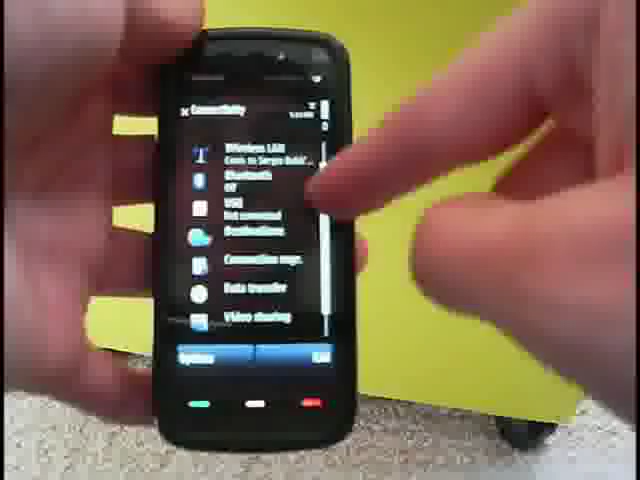 Connectivity
Wireless LAN
Bluetooth
Off
USB
Not connected
Destinations
Connection mgr.
Data transfer
Video sharing
Options Exit